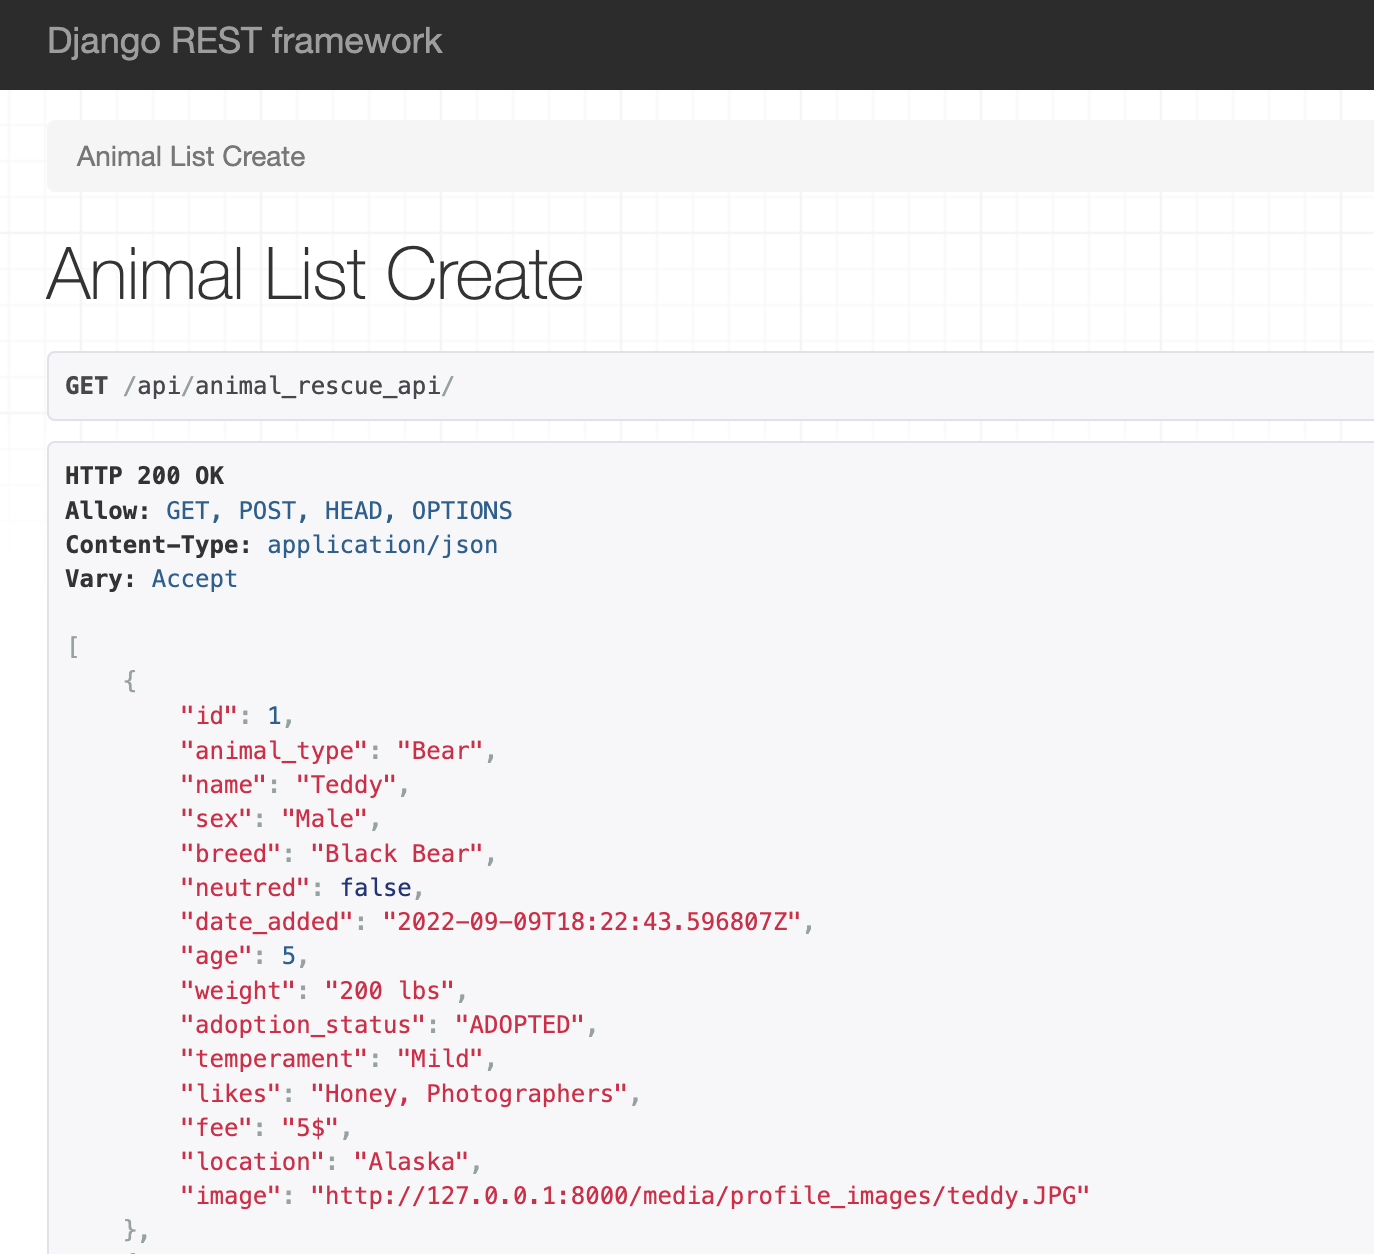 Django REST framework
Animal List Create
Animal List Create
GET /api/animal_rescue_api/
HTTP 200 OK
Allow: GET, POST, HEAD, OPTIONS
Content-Type: application/json
Vary: Accept
[
    {
        "id": 1,
        "animal_type": "Bear",
        "name": "Teddy",
        "sex": "Male",
        "breed": "Black Bear",
        "neutred": false,
        "date_added": "2022-09-09T18:22:43.596807Z",
        "age": 5,
        "weight": "200 lbs",
        "adoption_status": "ADOPTED",
        "temperament": "Mild",
        "likes": "Honey, Photographers",
        "fee": "5$",
        "location": "Alaska",
        "image": "http://127.0.0.1:8000/media/profile_images/teddy.JPG"
    },